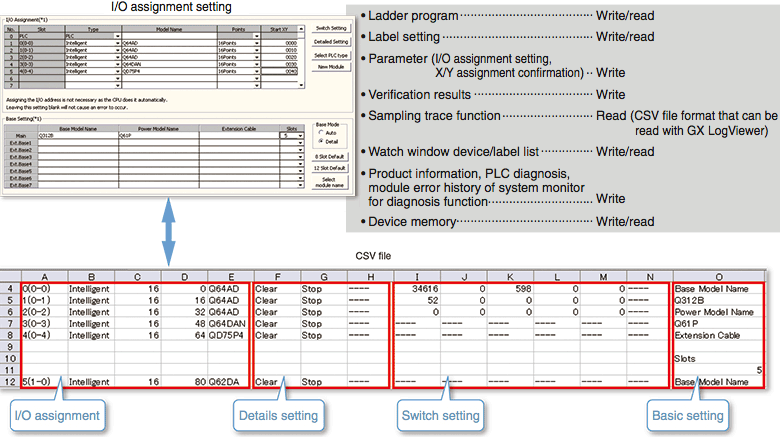 I/O assignment setting
I/O Assignment(*1)
No. Slot Type Model Name Points Start XY
0 PLC PLC
1 0(0-0) Intelligent Q64AD 16Points 0000
2 1(0-1) Intelligent Q64AD 16Points 0010
3 2(0-2) Intelligent Q64AD 16Points 0020
4 3(0-3) Intelligent Q64DAN 16Points 0030
5 4(0-4) Intelligent QD75P4 16Points 0040
6
7
Switch Setting
Detailed Setting
Select PLC type
New Module
Assigning the I/O address is not necessary as the CPU does it automatically.
Leaving this setting blank will not cause an error to occur.
Base Setting(*1)
Base Model Name Power Model Name Extension Cable Slots
Main Q312B Q61P 5
Ext.Base1
Ext.Base2
Ext.Base3
Ext.Base4
Ext.Base5
Ext.Base6
Ext.Base7
Base Mode
Auto
Detail
8 Slot Default
12 Slot Default
Select
module name
• Ladder program Write/read
• Label setting Write/read
• Parameter (I/O assignment setting,
X/Y assignment confirmation) Write
• Verification results Write
• Sampling trace function Read (CSV file format that can be
read with GX LogViewer)
• Watch window device/label list Write/read
• Product information, PLC diagnosis,
module error history of system monitor
for diagnosis function Write
• Device memory Write/read
CSV file
A B C D E F G H I J K L M N O
4 0(0-0) Intelligent 16 0 Q64AD Clear Stop ---- 34616 0 598 0 0 ---- Base Model Name
5 1(0-1) Intelligent 16 16 Q64AD Clear Stop ---- 52 0 0 0 0 ---- Q312B
6 2(0-2) Intelligent 16 32 Q64AD Clear Stop ---- 0 0 0 0 0 ---- Power Model Name
7 3(0-3) Intelligent 16 48 Q64DAN Clear Stop ---- ---- ---- ---- ---- ---- ---- Q61P
8 4(0-4) Intelligent 16 64 QD75P4 Clear Stop ---- ---- ---- ---- ---- ---- ---- Extension Cable
9
10 Slots
11 5
12 5(1-0) Intelligent 16 80 Q62DA Clear Stop ---- ---- ---- ---- ---- ---- ---- Base Model Name
I/O assignment
Details setting
Switch setting
Basic setting